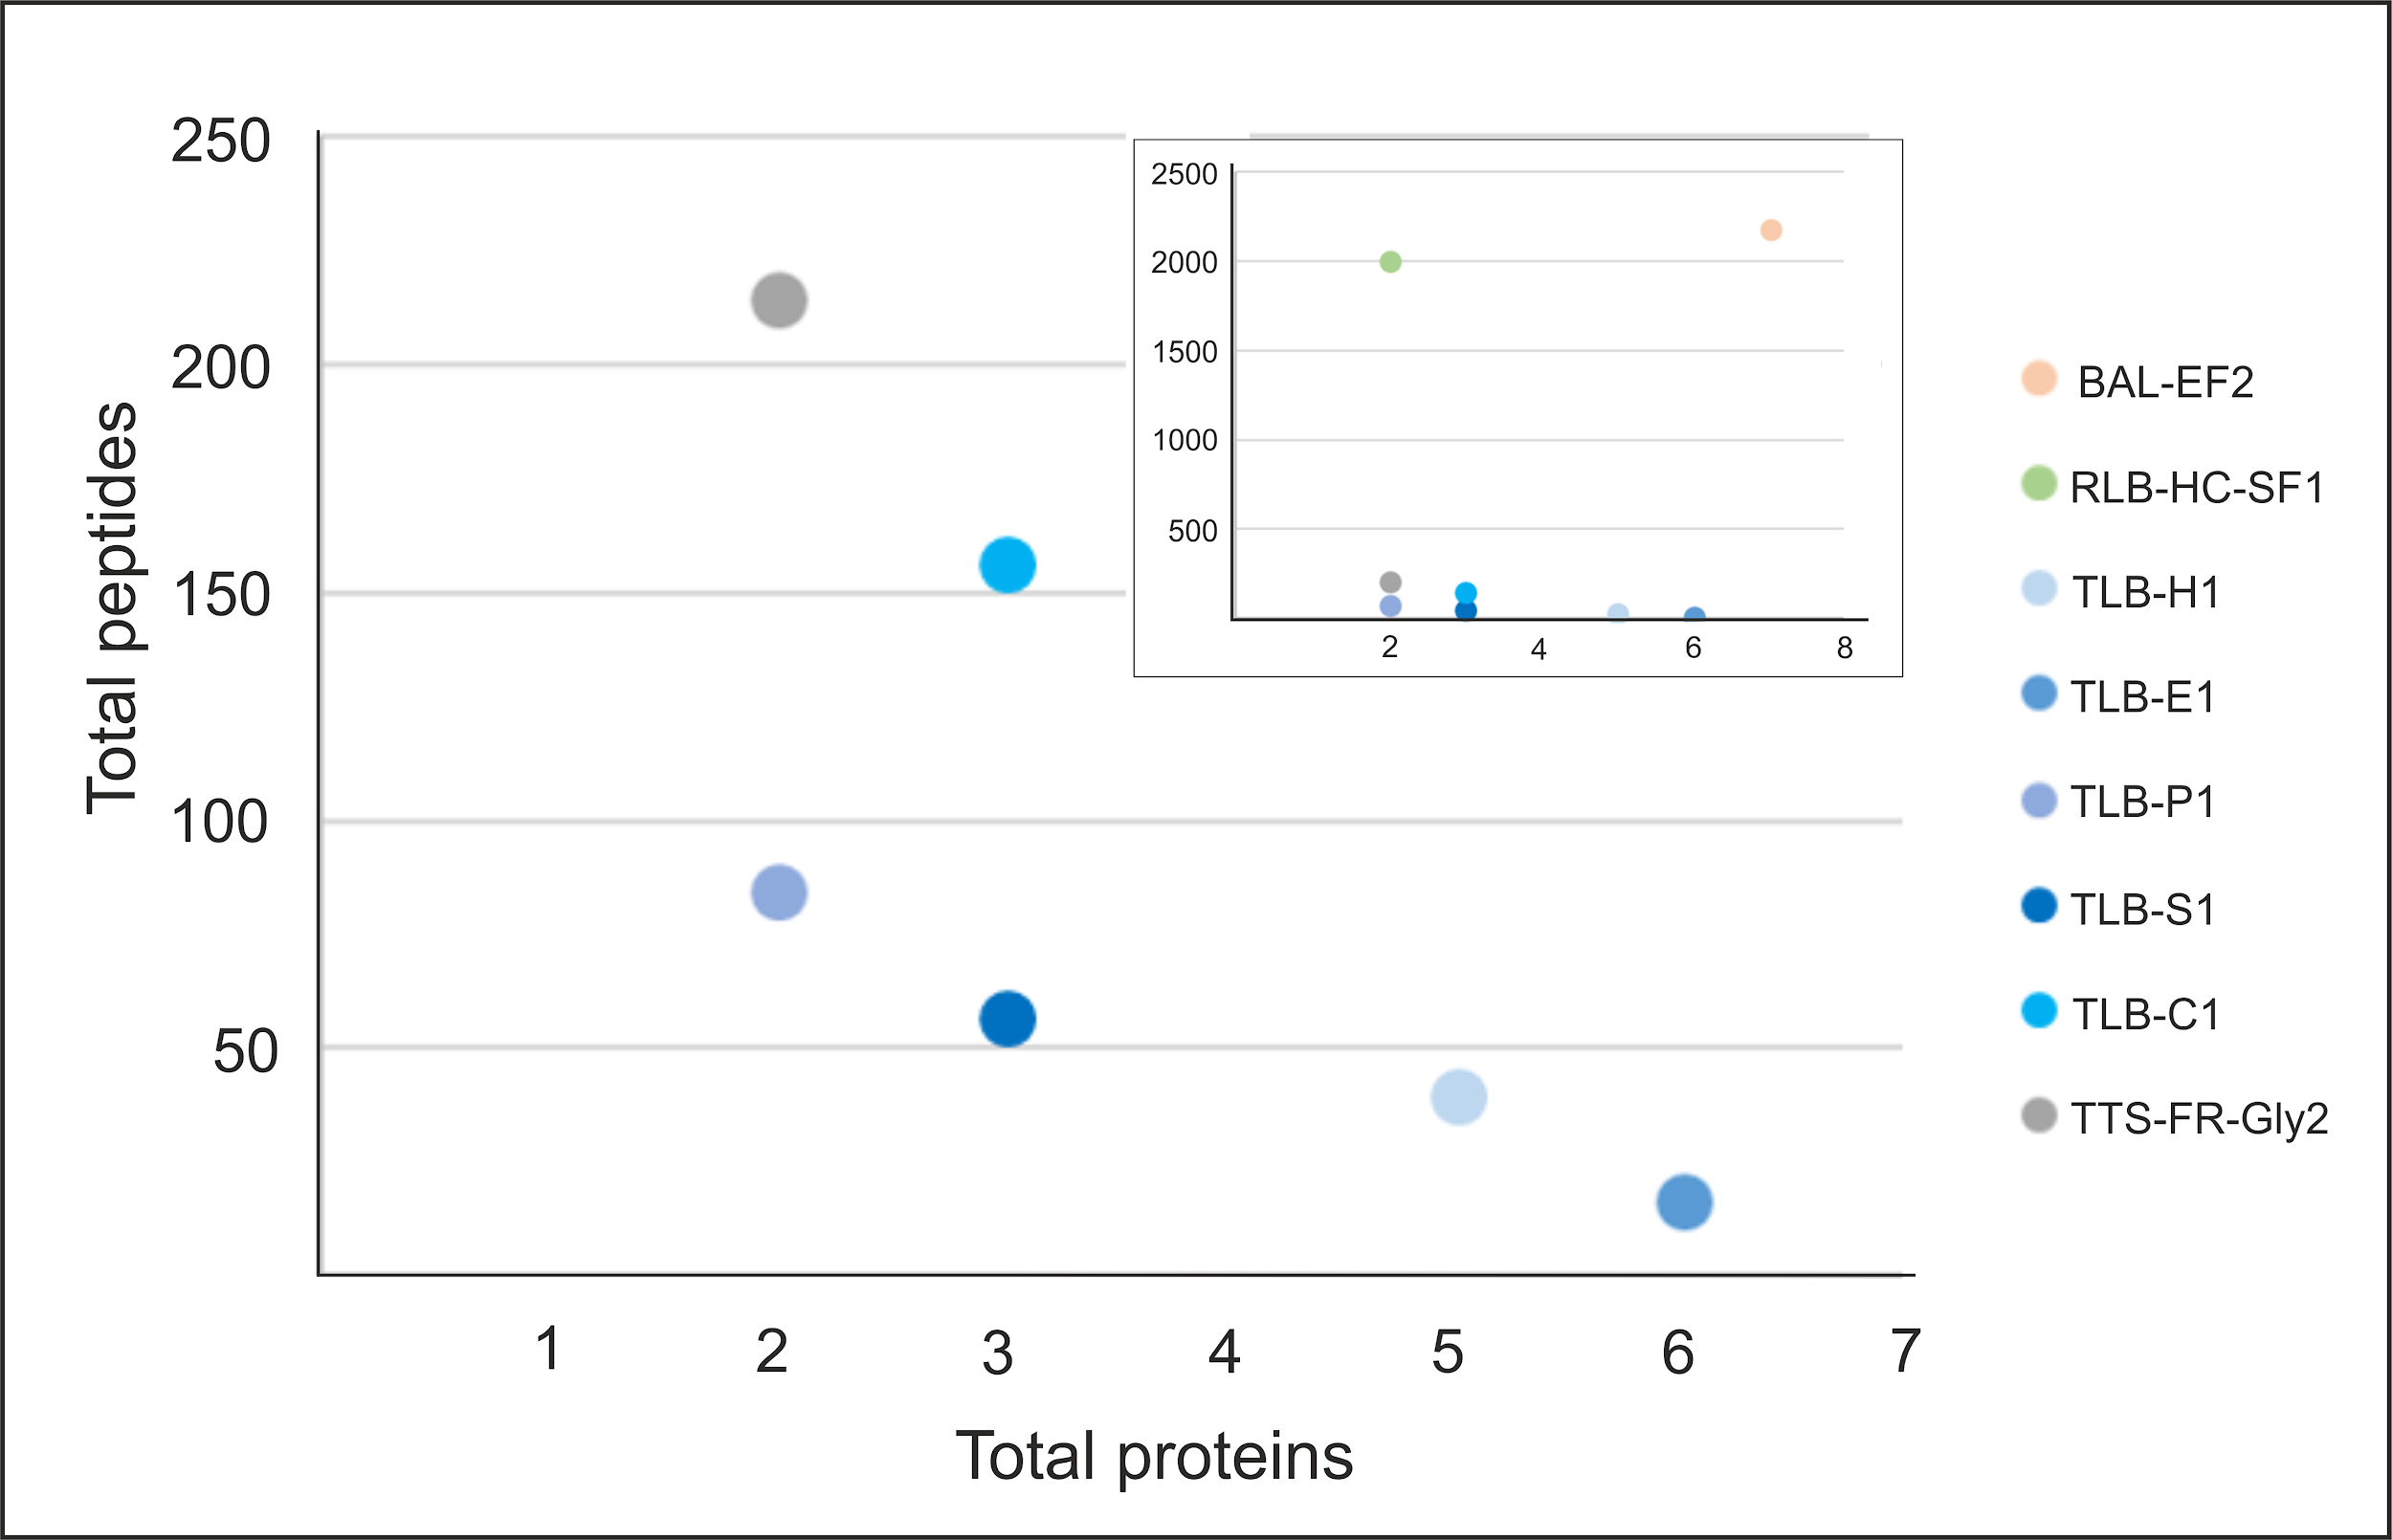 250
200
150
100
50
Total peptides
1 2 3 4 5 6 7
Total proteins
2500
2000
1500
1000
500
2 4 6 8
BAL-EF2
RLB-HC-SF1
TLB-H1
TLB-E1
TLB-P1
TLB-S1
TLB-C1
TTS-FR-Gly2